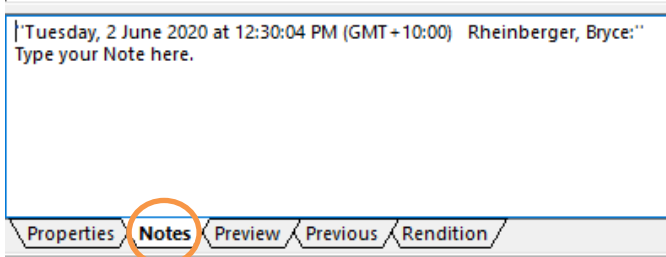 "Tuesday, 2 June 2020 at 12:30:04 PM (GMT+10:00)   Rheinberger, Bryce:"
Type your Note here.
Properties Notes Preview Previous Rendition